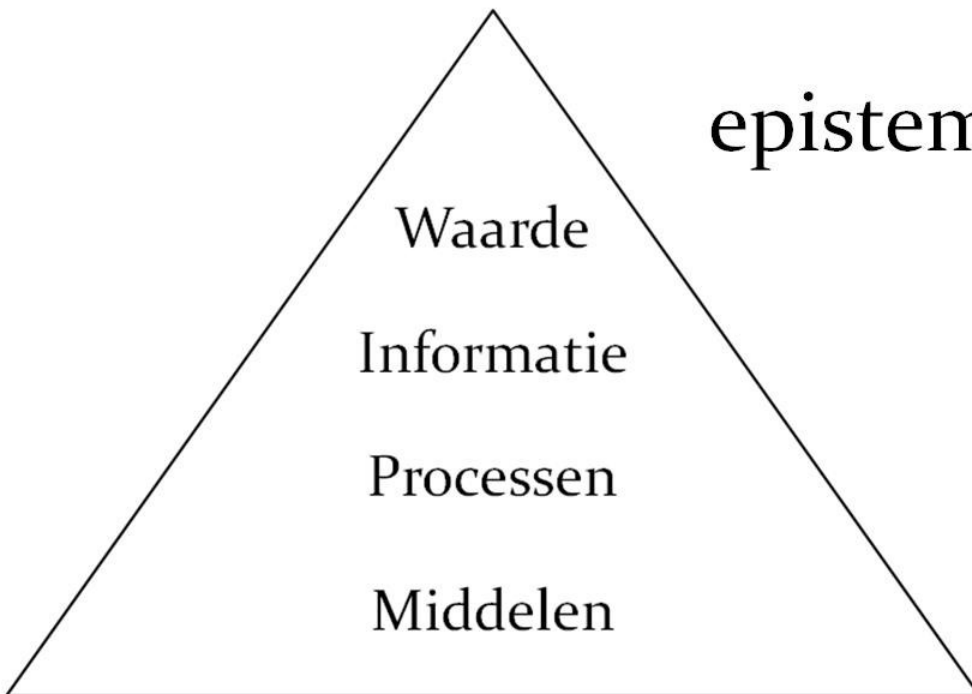 epistem
Waarde
Informatie
Processen
Middelen